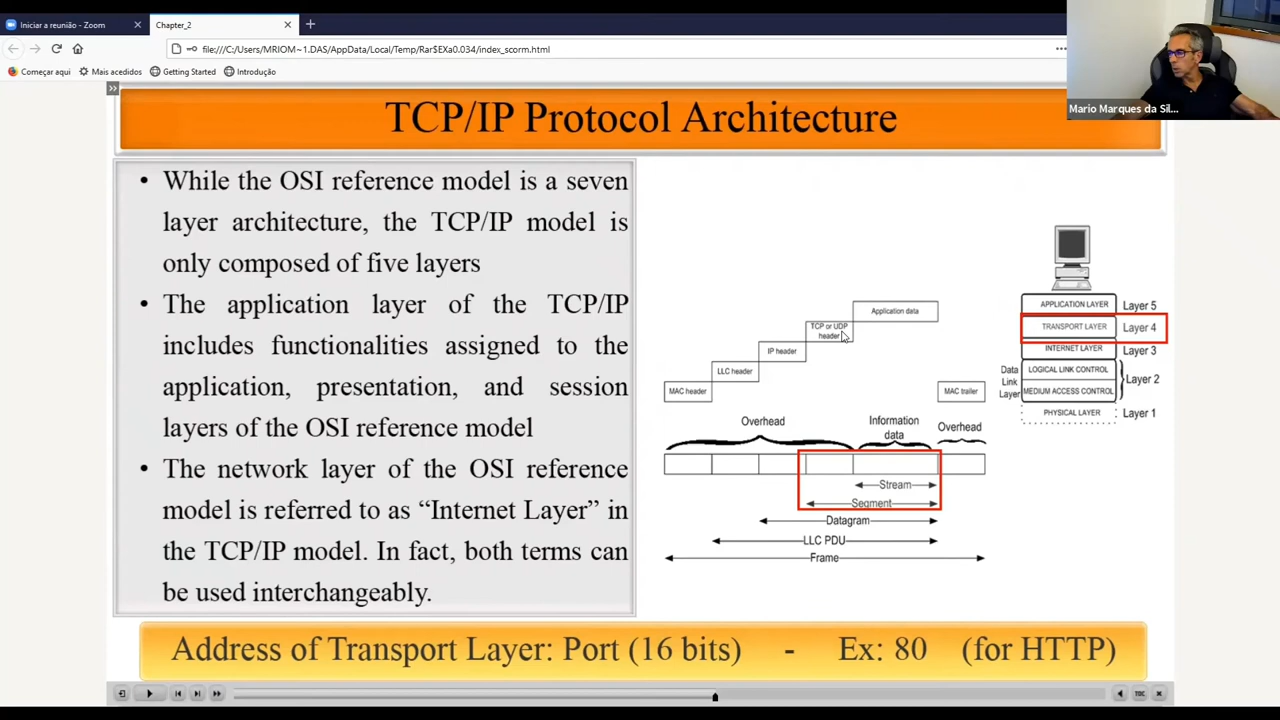 Iniciar a reunião - Zoom
Chapter_2
file:///C:/Users/MRIOM~1.DAS/AppData/Local/Temp/Rar$EXa0.034/index_scorm.html
Começar aqui
Mais acedidos
Getting Started
Introdução
Mario Marques da Sil...
TCP/IP Protocol Architecture
• While the OSI reference model is a seven
layer architecture, the TCP/IP model is
only composed of five layers
• The application layer of the TCP/IP
includes functionalities assigned to the
application, presentation, and session
layers of the OSI reference model
• The network layer of the OSI reference
model is referred to as “Internet Layer” in
the TCP/IP model. In fact, both terms can
be used interchangeably.
Application data
TCP or UDP
header
IP header
LLC header
MAC header
MAC trailer
Overhead
Information
data
Overhead
Stream
Segment
Datagram
LLC PDU
Frame
APPLICATION LAYER Layer 5
TRANSPORT LAYER Layer 4
INTERNET LAYER Layer 3
Data
Link
Layer
LOGICAL LINK CONTROL
MEDIUM ACCESS CONTROL
Layer 2
PHYSICAL LAYER Layer 1
Address of Transport Layer: Port (16 bits) - Ex: 80 (for HTTP)
TOC